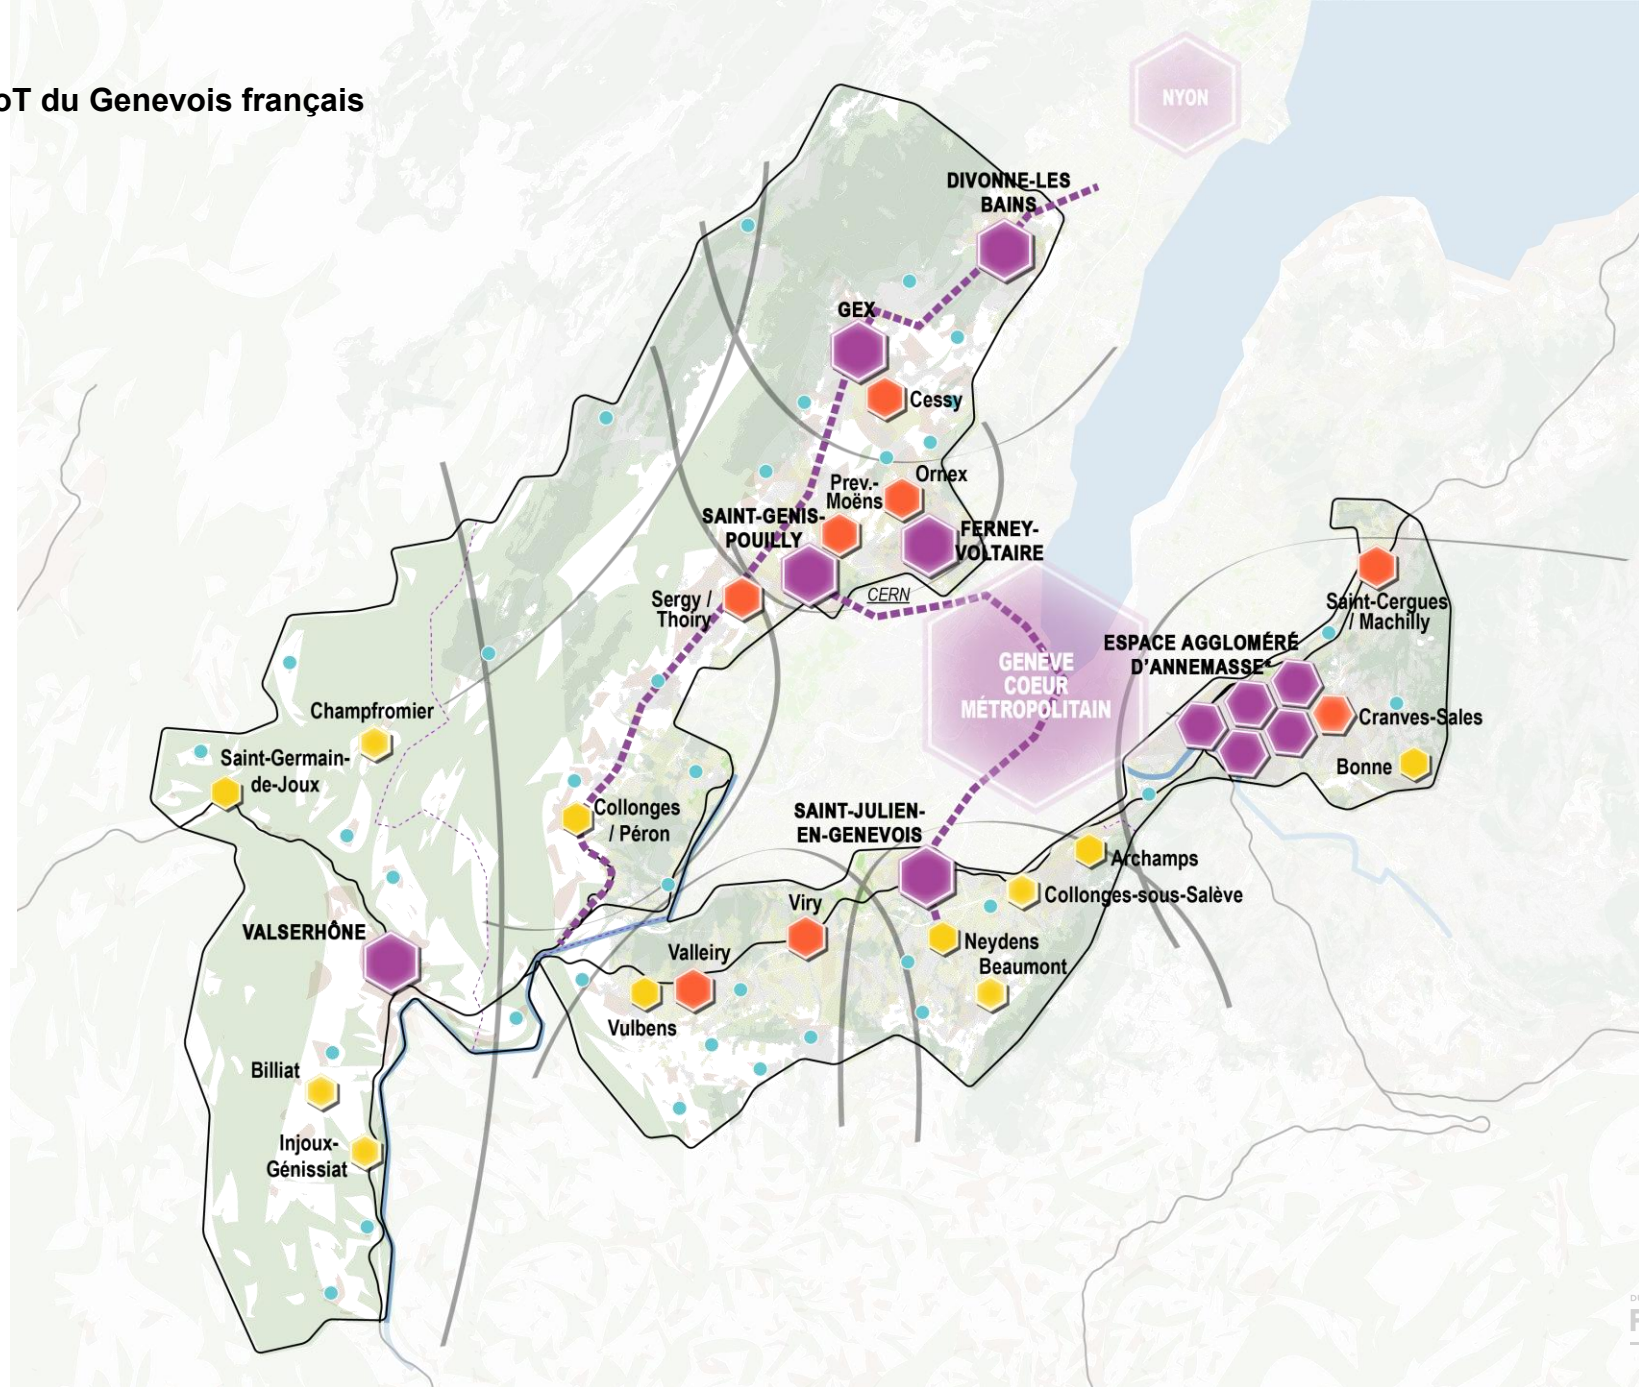 oT du Genevois français
NYON
DIVONNE-LES
BAINS
GEX
Cessy
Ornex
Prev.-
Moëns
SAINT-GENIS-
POUILLY
FERNEY-
VOLTAIRE
CERN
Sergy /
Thoiry
Saint-Cergues
/ Machilly
ESPACE AGGLOMÉRÉ
D'ANNEMASSE*
GENÈVE
COEUR
MÉTROPOLITAIN
Cranves-Sales
Bonne
Champfromier
Saint-Germain-
de-Joux
Collonges
/ Péron
SAINT-JULIEN-
EN-GENEVOIS
Archamps
Collonges-sous-Salève
Viry
VALSERHÔNE
Valleiry
Neydens
Beaumont
Vulbens
Billiat
Injoux-
Génissiat